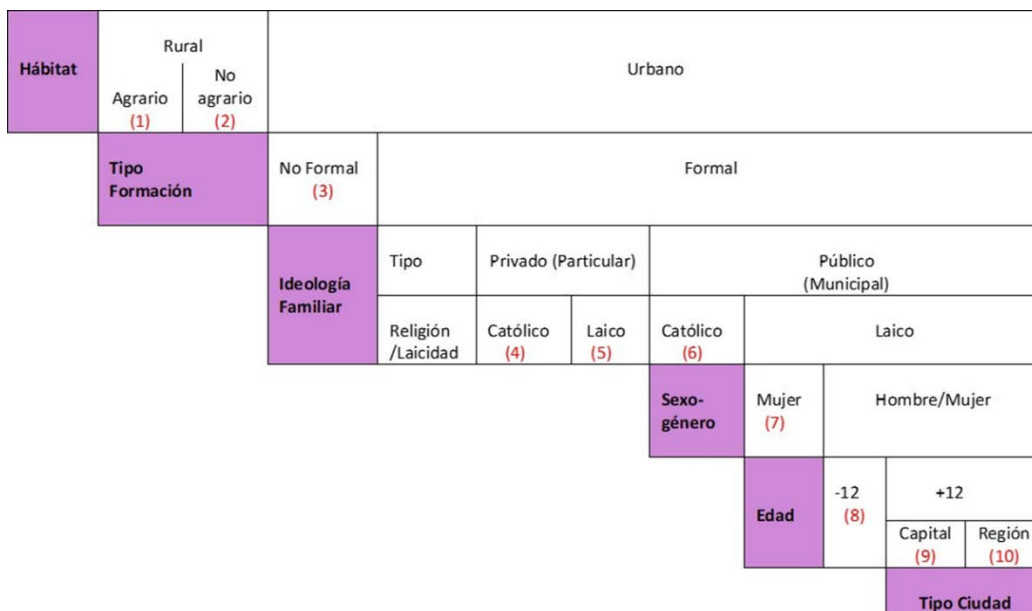 Hábitat
Rural
Agrario
(1)
No
agrario
(2)
Urbano
Tipo
Formación
No Formal
(3)
Formal
Ideología
Familiar
Tipo
Privado (Particular)
Público
(Municipal)
Religión
/Laicidad
Católico
(4)
Laico
(5)
Católico
(6)
Laico
Sexo-
género
Mujer
(7)
Hombre/Mujer
Edad
-12
(8)
+12
Capital
(9)
Región
(10)
Tipo Ciudad